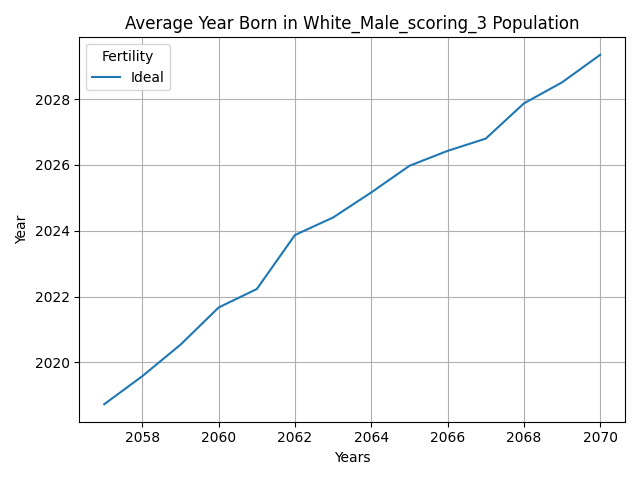 Average Year Born in White_Male_scoring_3 Population
Fertility
Ideal
2028
2026
2024
2022
2020
Year
2058 2060 2062 2064 2066 2068 2070
Years